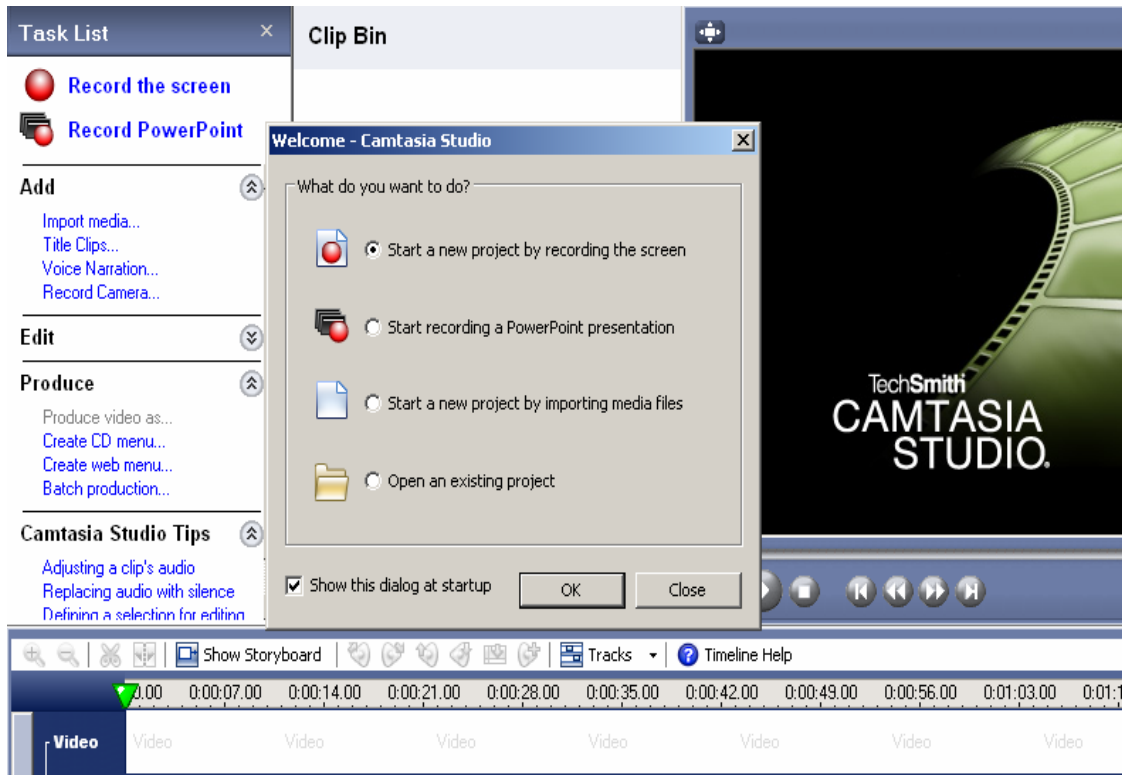 Task List
Clip Bin
Record the screen
Record PowerPoint
Add
Import media...
Title Clips...
Voice Narration...
Record Camera...
Edit
Produce
Produce video as...
Create CD menu...
Create web menu...
Batch production...
Camtasia Studio Tips
Adjusting a clip's audio
Replacing audio with silence
Defining a selection for editing
Welcome - Camtasia Studio
What do you want to do?
Start a new project by recording the screen
Start recording a PowerPoint presentation
Start a new project by importing media files
Open an existing project
Show this dialog at startup
OK
Close
TechSmith
CAMTASIA
STUDIO.
Show Storyboard
Tracks
Timeline Help
0:00:07.00 0:00:14.00 0:00:21.00 0:00:28.00 0:00:35.00 0:00:42.00 0:00:49.00 0:00:56.00 0:01:03.00
Video
Video Video Video Video Video Video Video